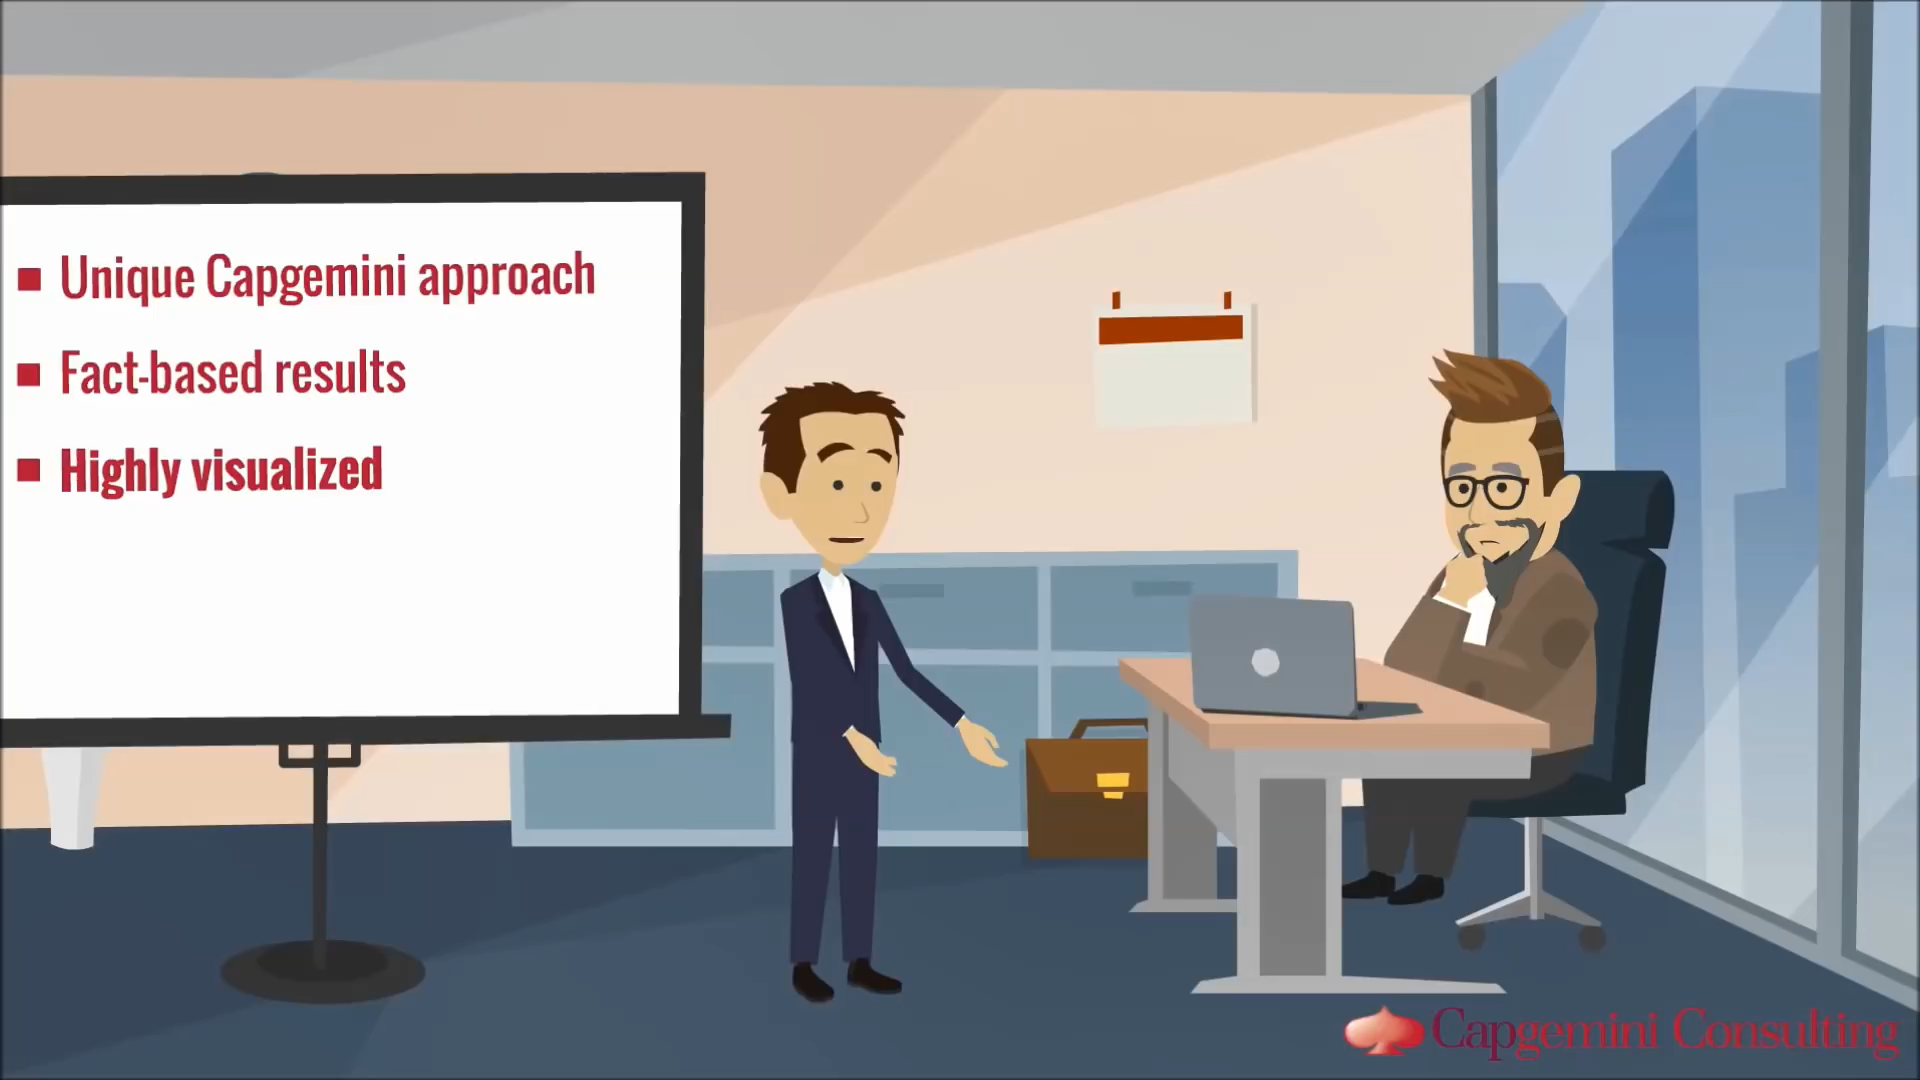 Unique Capgemini approach
Fact-based results
Highly visualized
Capgemini Consulting